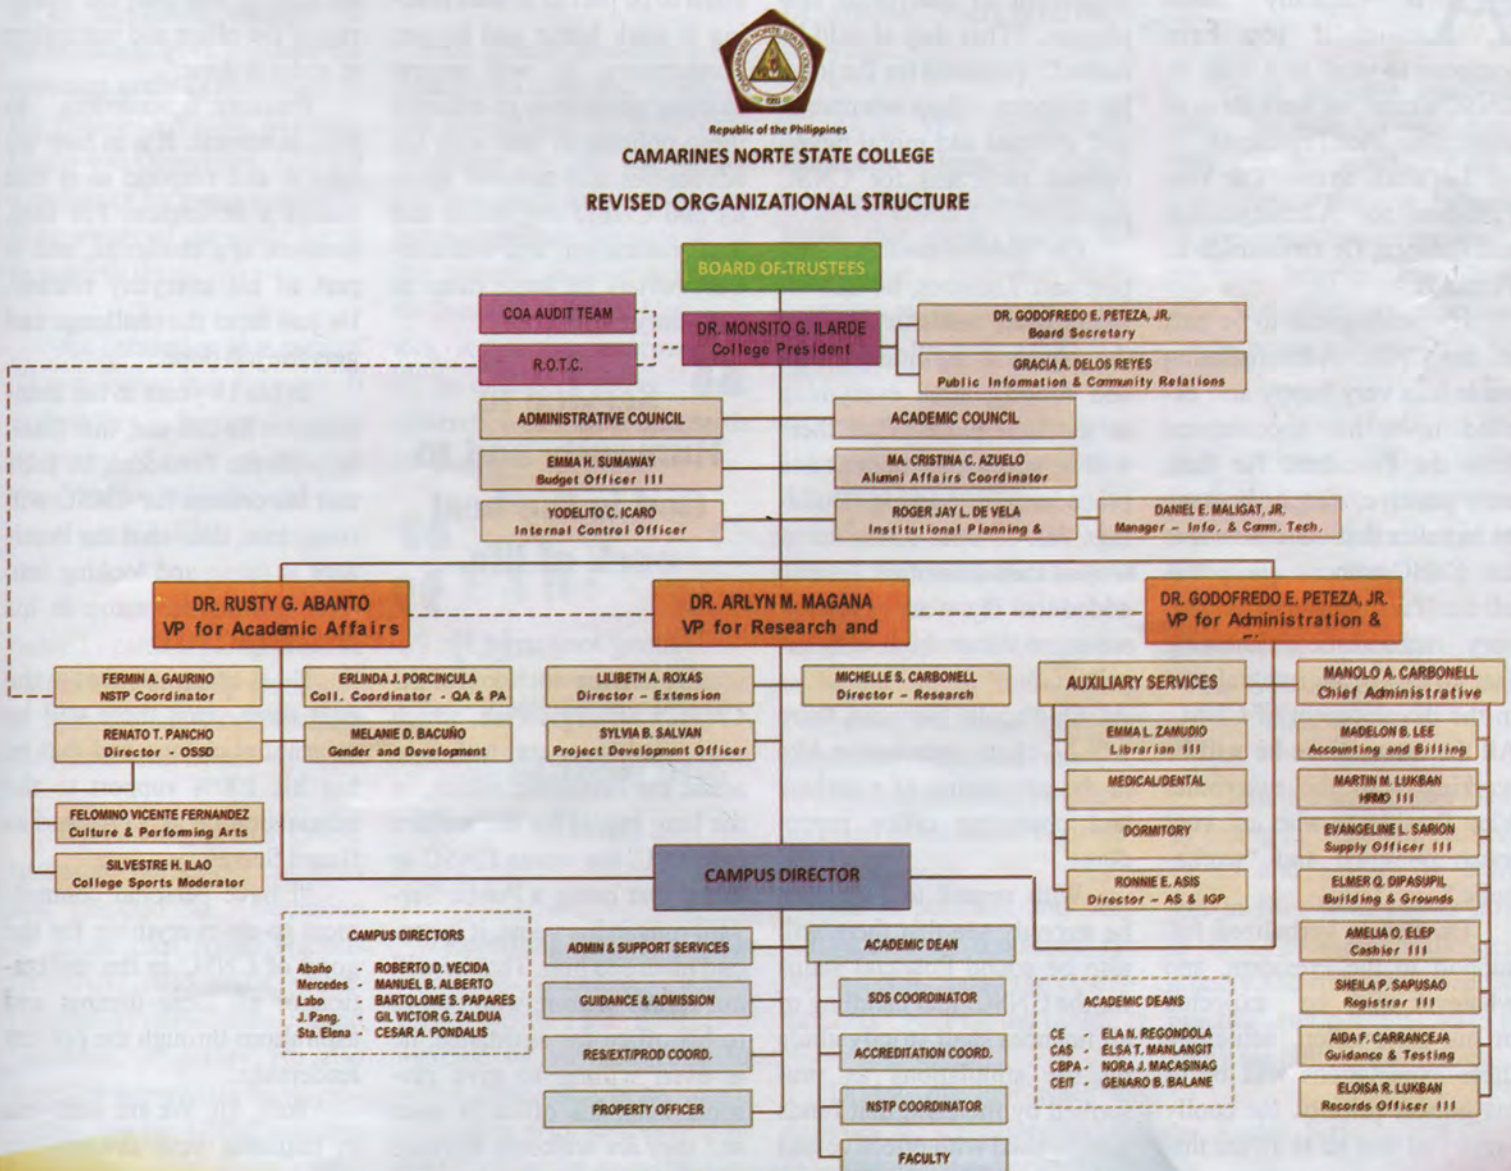 CAMARINES NORTE STATE COLLEGE
1992
Republic of the Philippines
CAMARINES NORTE STATE COLLEGE
REVISED ORGANIZATIONAL STRUCTURE
BOARD OF TRUSTEES
COA AUDIT TEAM
R.O.T.C.
DR. MONSITO G. ILARDE
College President
DR. GODOFREDO E. PETEZA, JR.
Board Secretary
GRACIA A. DELOS REYES
Public Information & Community Relations
ADMINISTRATIVE COUNCIL
ACADEMIC COUNCIL
EMMA H. SUMAWAY
Budget Officer III
MA. CRISTINA C. AZUELO
Alumni Affairs Coordinator
YODELITO C. ICARO
Internal Control Officer
ROGER JAY L. DE VELA
Institutional Planning &
DANIEL E. MALIGAT, JR.
Manager – Info. & Comm. Tech.
DR. RUSTY G. ABANTO
VP for Academic Affairs
DR. ARLYN M. MAGANA
VP for Research and
DR. GODOFREDO E. PETEZA, JR.
VP for Administration &
FERMIN A. GAURINO
NSTP Coordinator
ERLINDA J. PORCINCULA
Coll. Coordinator - QA & PA
RENATO T. PANCHO
Director - OSSD
MELANIE D. BACUÑO
Gender and Development
FELOMINO VICENTE FERNANDEZ
Culture & Performing Arts
SILVESTRE H. ILAO
College Sports Moderator
LILIBETH A. ROXAS
Director – Extension
MICHELLE S. CARBONELL
Director – Research
SYLVIA B. SALVAN
Project Development Officer
AUXILIARY SERVICES
EMMA L. ZAMUDIO
Librarian III
MEDICAL/DENTAL
DORMITORY
RONNIE E. ASIS
Director – AS & IGP
MANOLO A. CARBONELL
Chief Administrative
MADELON B. LEE
Accounting and Billing
MARTIN M. LUKBAN
HRMO III
EVANGELINE L. SARION
Supply Officer III
ELMER Q. DIPASUPIL
Building & Grounds
AMELIA O. ELEP
Cashier III
SHEILA P. SAPUSAO
Registrar III
AIDA F. CARRANCEJA
Guidance & Testing
ELOISA R. LUKBAN
Records Officer III
CAMPUS DIRECTOR
ADMIN & SUPPORT SERVICES
GUIDANCE & ADMISSION
RES/EXT/PROD COORD.
PROPERTY OFFICER
ACADEMIC DEAN
SDS COORDINATOR
ACCREDITATION COORD.
NSTP COORDINATOR
FACULTY
CAMPUS DIRECTORS
Abaño - ROBERTO D. VECIDA
Mercedes - MANUEL B. ALBERTO
Labo - BARTOLOME S. PAPARES
J. Pang. - GIL VICTOR G. ZALDUA
Sta. Elena - CESAR A. PONDALIS
ACADEMIC DEANS
CE - ELA N. REGONDOLA
CAS - ELSA T. MANLANGIT
CBPA - NORA J. MACASINAG
CEIT - GENARO B. BALANE